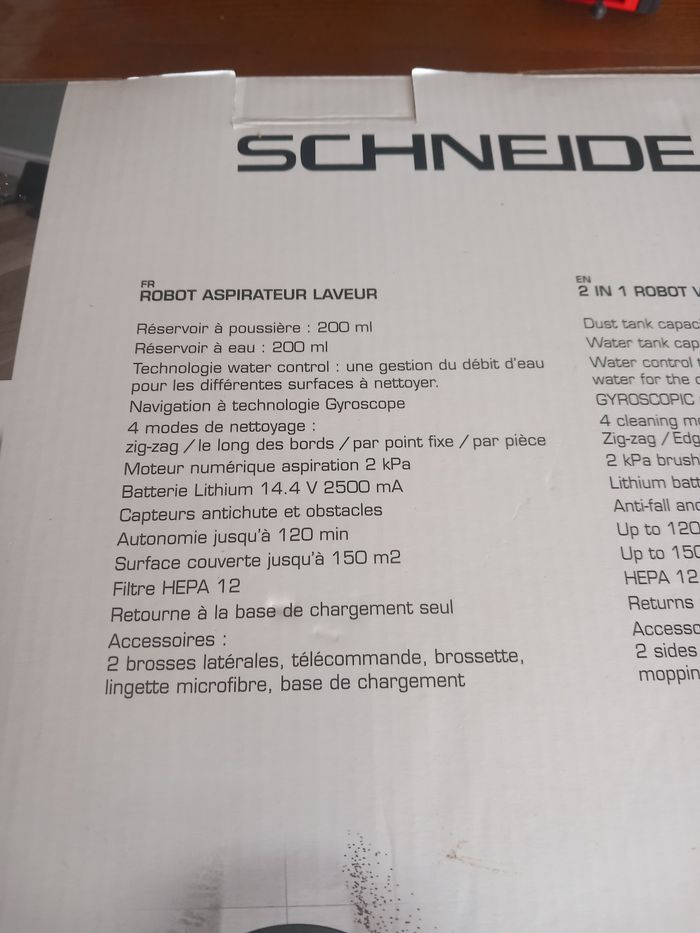 SCHNEIDE
FR
ROBOT ASPIRATEUR LAVEUR
Réservoir à poussière : 200 ml
Réservoir à eau : 200 ml
Technologie water control : une gestion du débit d'eau
pour les différentes surfaces à nettoyer.
Navigation à technologie Gyroscope
4 modes de nettoyage :
zig-zag / le long des bords / par point fixe / par pièce
Moteur numérique aspiration 2 kPa
Batterie Lithium 14.4 V 2500 mA
Capteurs antichute et obstacles
Autonomie jusqu'à 120 min
Surface couverte jusqu'à 150 m2
Filtre HEPA 12
Retourne à la base de chargement seul
Accessoires :
2 brosses latérales, télécommande, brossette,
lingette microfibre, base de chargement
EN
2 IN 1 ROBOT
Dust tank
Water tank
Water control
water for the
GYROSCOPIC
4 cleaning
Zig-zag /
2 kPa
Lithium
Anti-fall
Up to 120
Up to
HEPA 12
Returns
2 sides